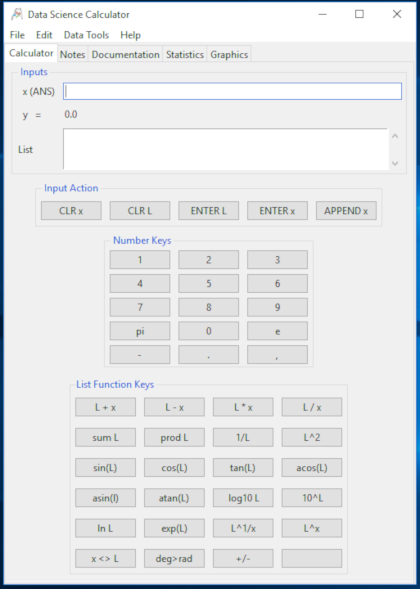 Data Science Calculator
File Edit Data Tools Help
Calculator Notes Documentation Statistics Graphics
Inputs
x (ANS)
y = 0.0
List
Input Action
CLR x CLR L ENTER L ENTER x APPEND x
Number Keys
1 2 3
4 5 6
7 8 9
pi 0 e
- . ,
List Function Keys
L + x L - x L * x L / x
sum L prod L 1/L L^2
sin(L) cos(L) tan(L) acos(L)
asin(l) atan(L) log10 L 10^L
ln L exp(L) L^1/x L^x
x <> L deg>rad +/-